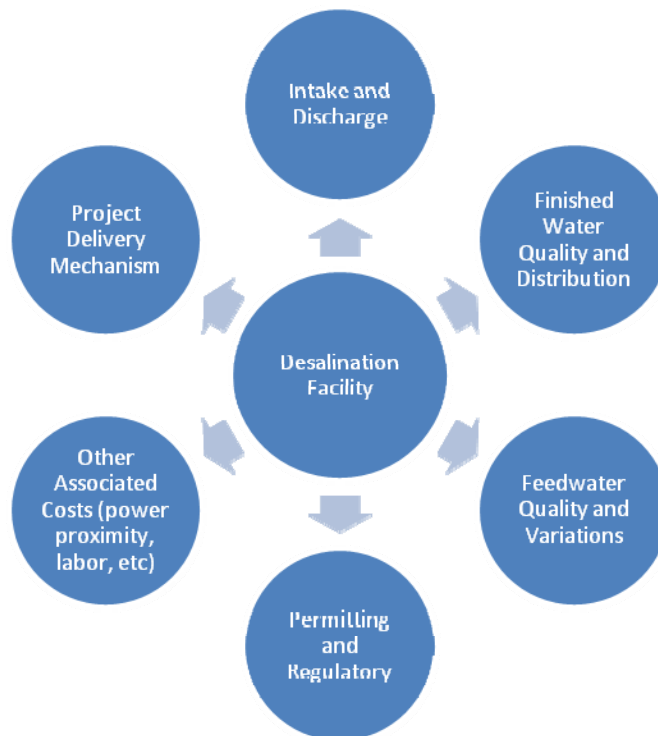 Intake and
Discharge
Project
Delivery
Mechanism
Finished
Water
Quality and
Distribution
Desalination
Facility
Other
Associated
Costs (power
proximity,
labor, etc)
Feedwater
Quality and
Variations
Permitting
and
Regulatory